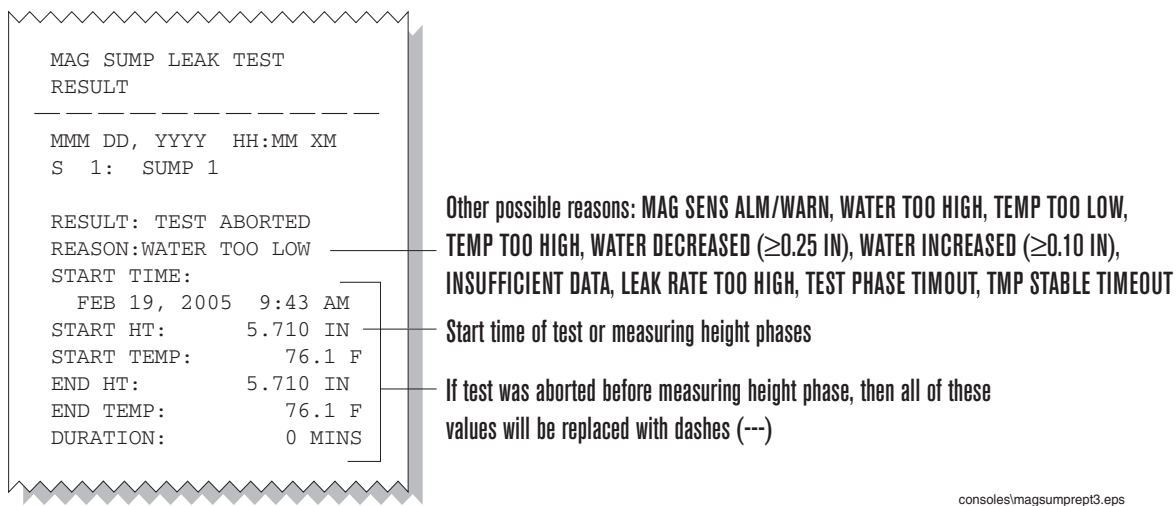 MAG SUMP LEAK TEST
RESULT
MMM DD, YYYY HH:MM XM
S 1: SUMP 1
RESULT: TEST ABORTED
REASON:WATER TOO LOW
START TIME:
FEB 19, 2005 9:43 AM
START HT: 5.710 IN
START TEMP: 76.1 F
END HT: 5.710 IN
END TEMP: 76.1 F
DURATION: 0 MINS
Other possible reasons: MAG SENS ALM/WARN, WATER TOO HIGH, TEMP TOO LOW,
TEMP TOO HIGH, WATER DECREASED (≥0.25 IN), WATER INCREASED (≥0.10 IN),
INSUFFICIENT DATA, LEAK RATE TOO HIGH, TEST PHASE TIMOUT, TMP STABLE TIMEOUT
Start time of test or measuring height phases
If test was aborted before measuring height phase, then all of these
values will be replaced with dashes (---)
consoles\magsumprept3.eps